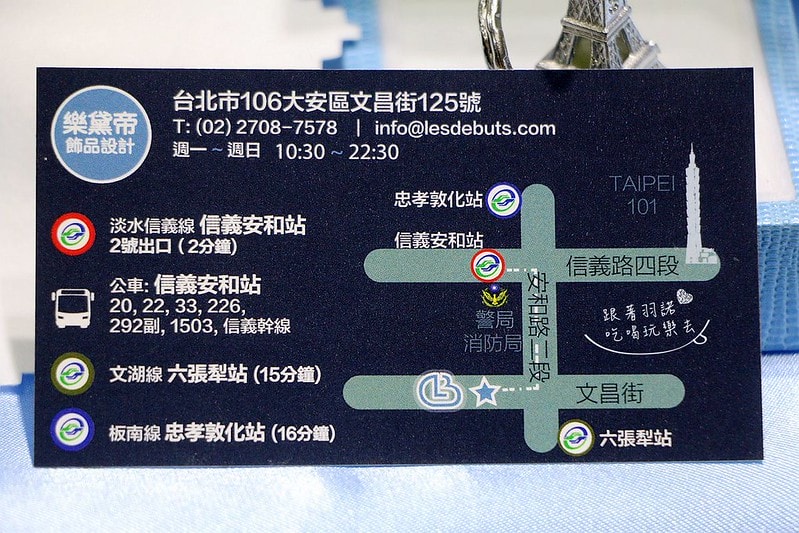 樂黛帝
飾品設計
台北市106大安區文昌街125號
T: (02) 2708-7578 | info@lesdebuts.com
週一 ~ 週日 10:30 ~ 22:30
淡水信義線 信義安和站
2號出口 ( 2分鐘)
公車: 信義安和站
20, 22, 33, 226,
292副, 1503, 信義幹線
文湖線 六張犁站 (15分鐘)
板南線 忠孝敦化站 (16分鐘)
忠孝敦化站
TAIPEI
101
信義安和站
信義路四段
安和路二段
警局
消防局
跟著羽諾
吃喝玩樂去
文昌街
六張犁站